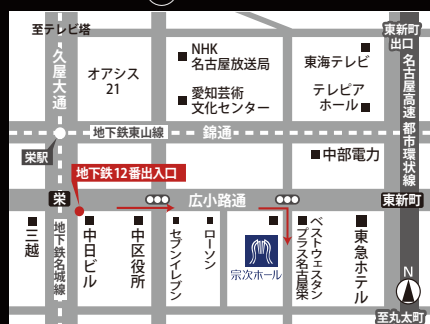 至テレビ塔
久屋大通
オアシス
21
NHK
名古屋放送局
愛知芸術
文化センター
東海テレビ
テレピア
ホール
東新町
出口
名古屋高速 都市環状線
地下鉄東山線
錦通
栄駅
中部電力
地下鉄12番出入口
栄
広小路通
東新町
三越
地下鉄名城線
中日ビル
中区役所
セブンイレブン
ローソン
宗次ホール
ベストウェスタン
プラス名古屋栄
東急ホテル
N
至丸太町